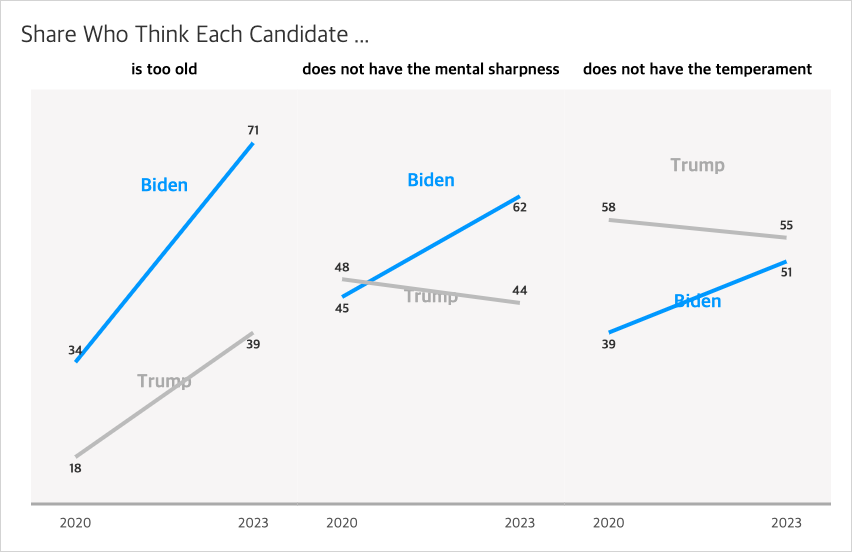 Share Who Think Each Candidate ...
is too old
does not have the mental sharpness
does not have the temperament
71
Biden
34
Trump
39
18
Biden
62
48
Trump
44
45
Trump
58
55
51
Biden
39
2020
2023
2020
2023
2020
2023